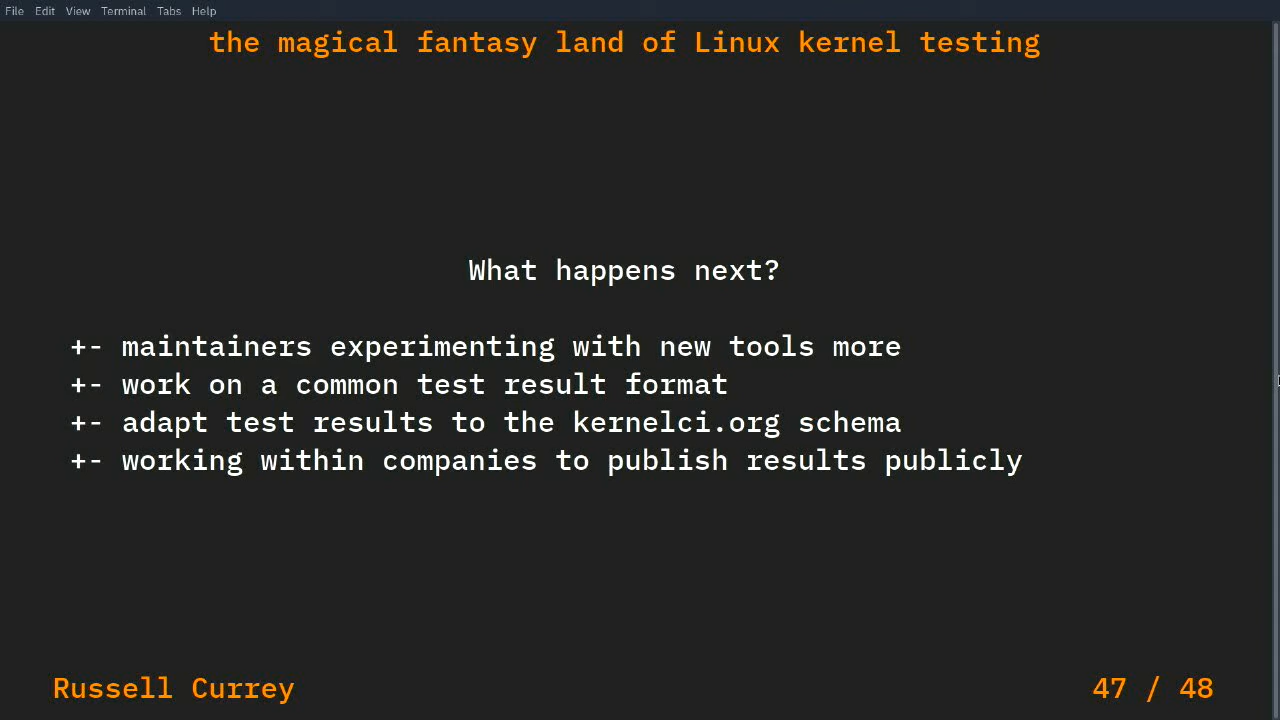 File Edit View Terminal Tabs Help
the magical fantasy land of Linux kernel testing
What happens next?
+- maintainers experimenting with new tools more
+- work on a common test result format
+- adapt test results to the kernelci.org schema
+- working within companies to publish results publicly
Russell Currey 47 / 48